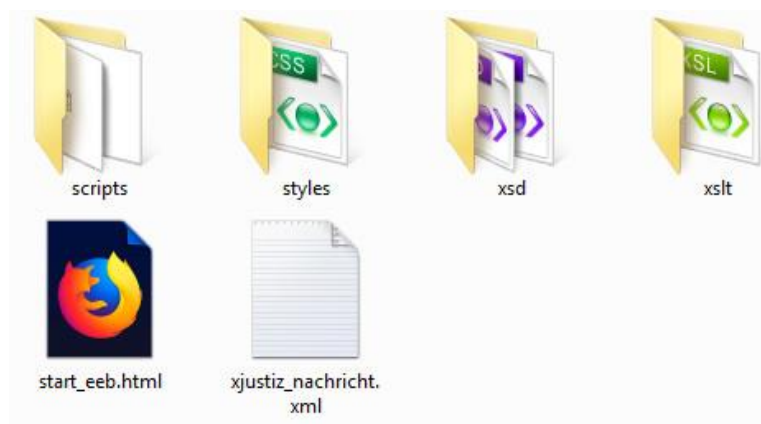 CSS
XSL
scripts
styles
xsd
xslt
start_eeb.html
xjustiz_nachricht.
xml